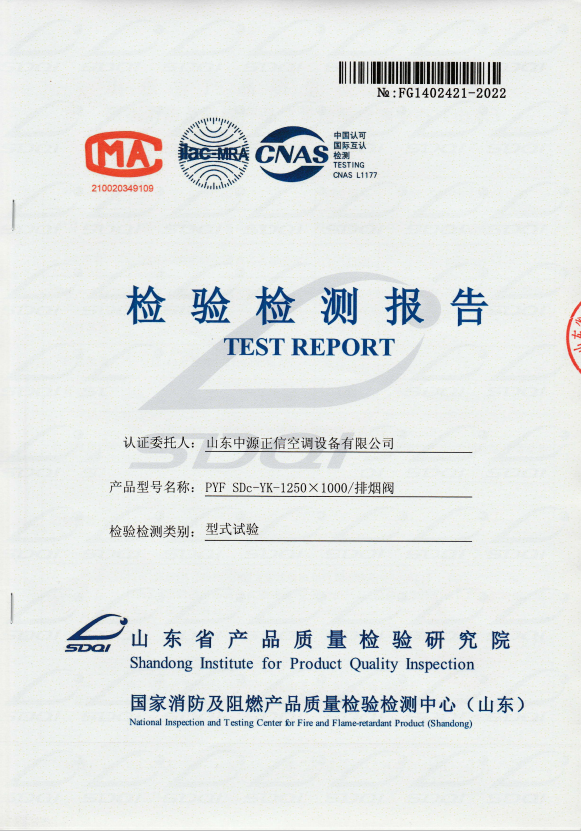 №:FG1402421-2022
MA
210020349109
ilac-MRA
CNAS
中国认可
国际互认
检测
TESTING
CNAS L1177
检验检测报告
TEST REPORT
SDQI
认证委托人：山东中源正信空调设备有限公司
产品型号名称：PYF SDc-YK-1250×1000/排烟阀
检验检测类别：型式试验
SDQI
山东省产品质量检验研究院
Shandong Institute for Product Quality Inspection
国家消防及阻燃产品质量检验检测中心（山东）
National Inspection and Testing Center for Fire and Flame-retardant Product (Shandong)